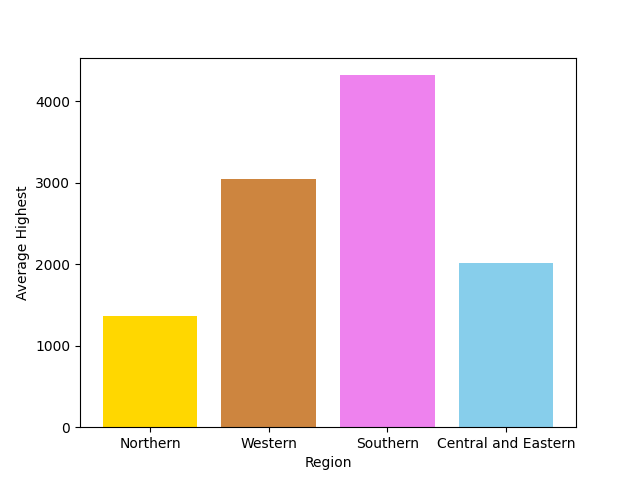 Average Highest
4000
3000
2000
1000
0
Northern
Western
Southern
Central and Eastern
Region